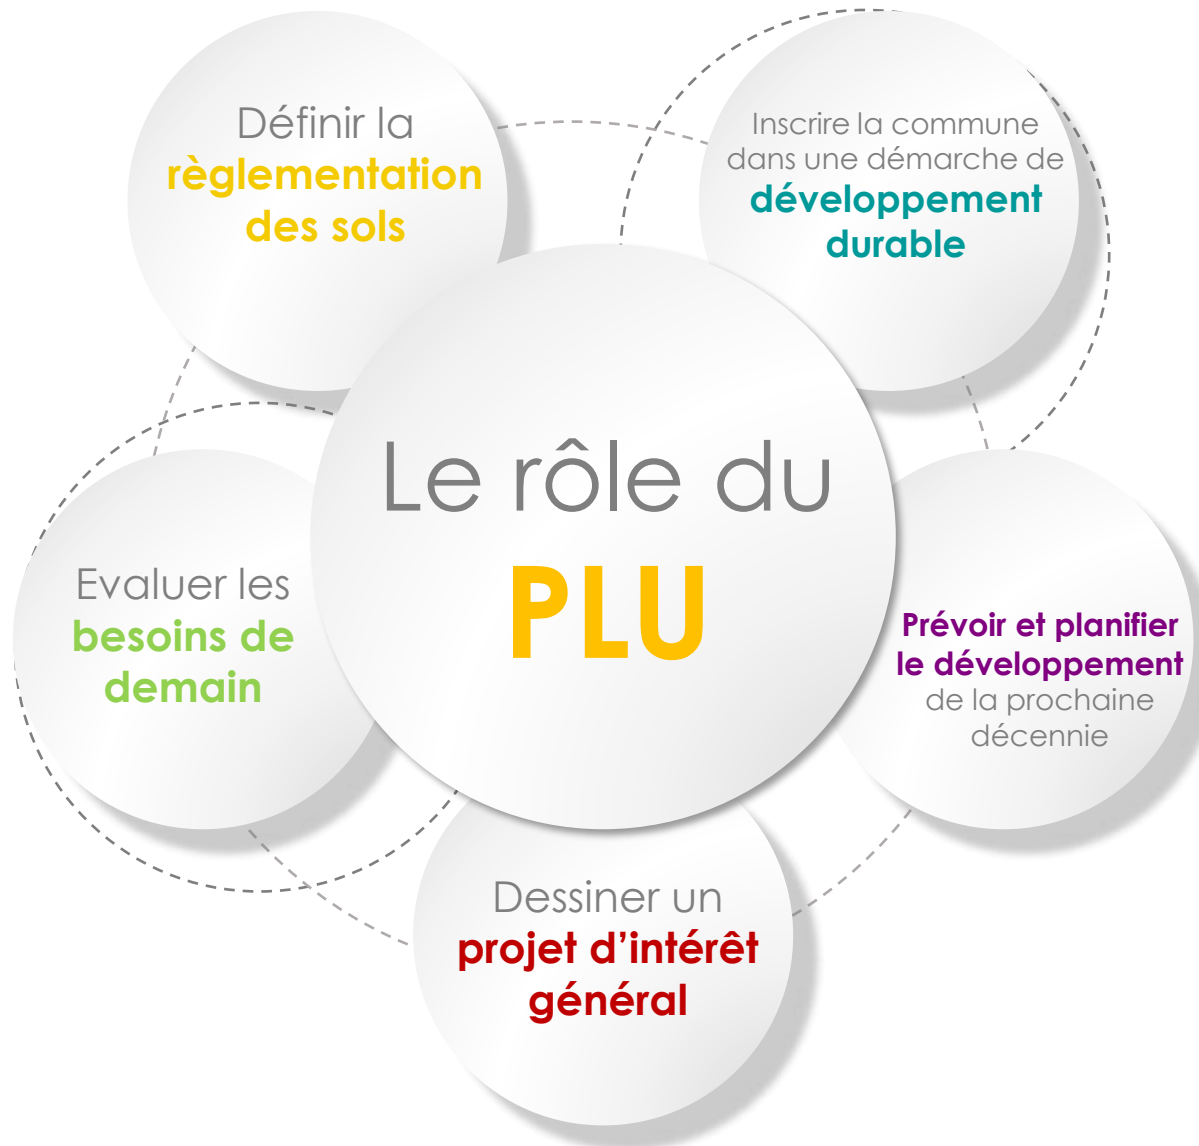 Définir la
règlementation
des sols
Inscrire la commune
dans une démarche de
développement
durable
Le rôle du
PLU
Evaluer les
besoins de
demain
Prévoir et planifier
le développement
de la prochaine
décennie
Dessiner un
projet d’intérêt
général